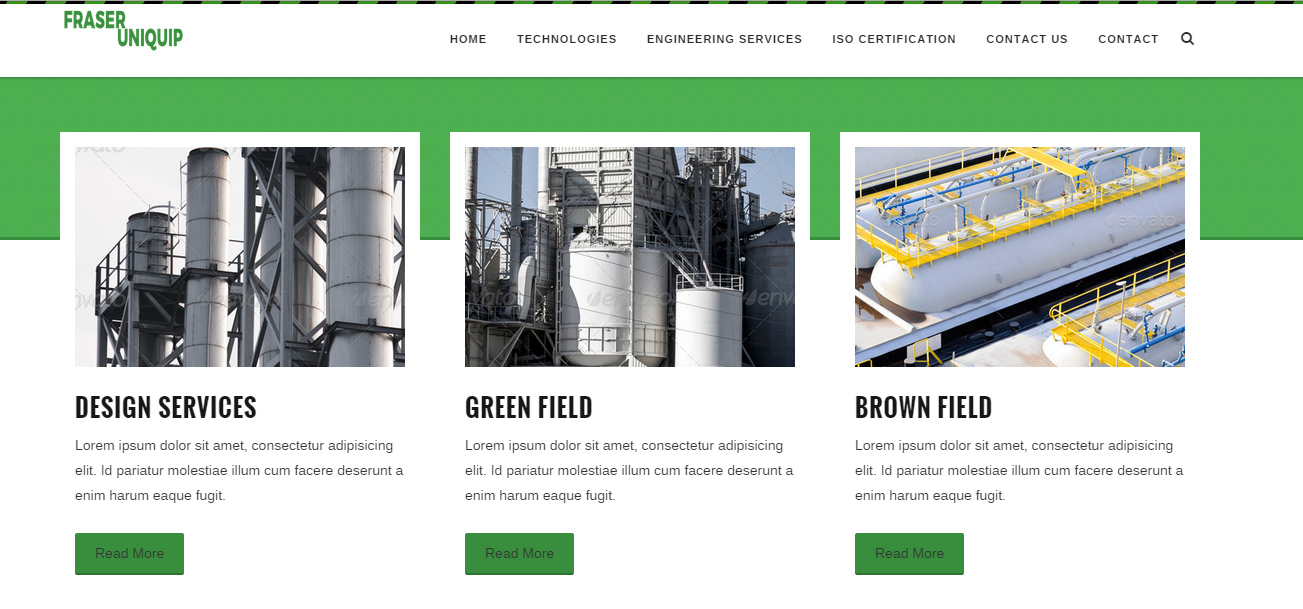 FRASER
UNIQUIP
HOME TECHNOLOGIES ENGINEERING SERVICES ISO CERTIFICATION CONTACT US CONTACT
envato
DESIGN SERVICES
Lorem ipsum dolor sit amet, consectetur adipisicing
elit. Id pariatur molestiae illum cum facere deserunt a
enim harum eaque fugit.
Read More
GREEN FIELD
Lorem ipsum dolor sit amet, consectetur adipisicing
elit. Id pariatur molestiae illum cum facere deserunt a
enim harum eaque fugit.
Read More
BROWN FIELD
Lorem ipsum dolor sit amet, consectetur adipisicing
elit. Id pariatur molestiae illum cum facere deserunt a
enim harum eaque fugit.
Read More